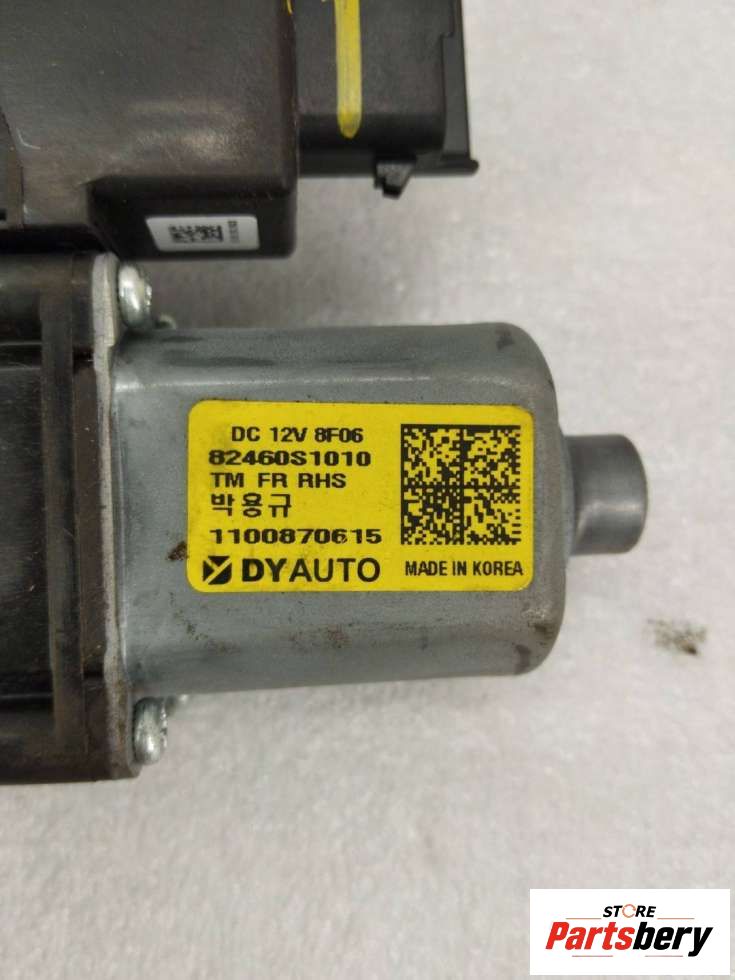 DC 12V 8F06
82460S1010
TM FR RHS
박용규
1100870615
DYAUTO
MADE IN KOREA
STORE
Partsbery